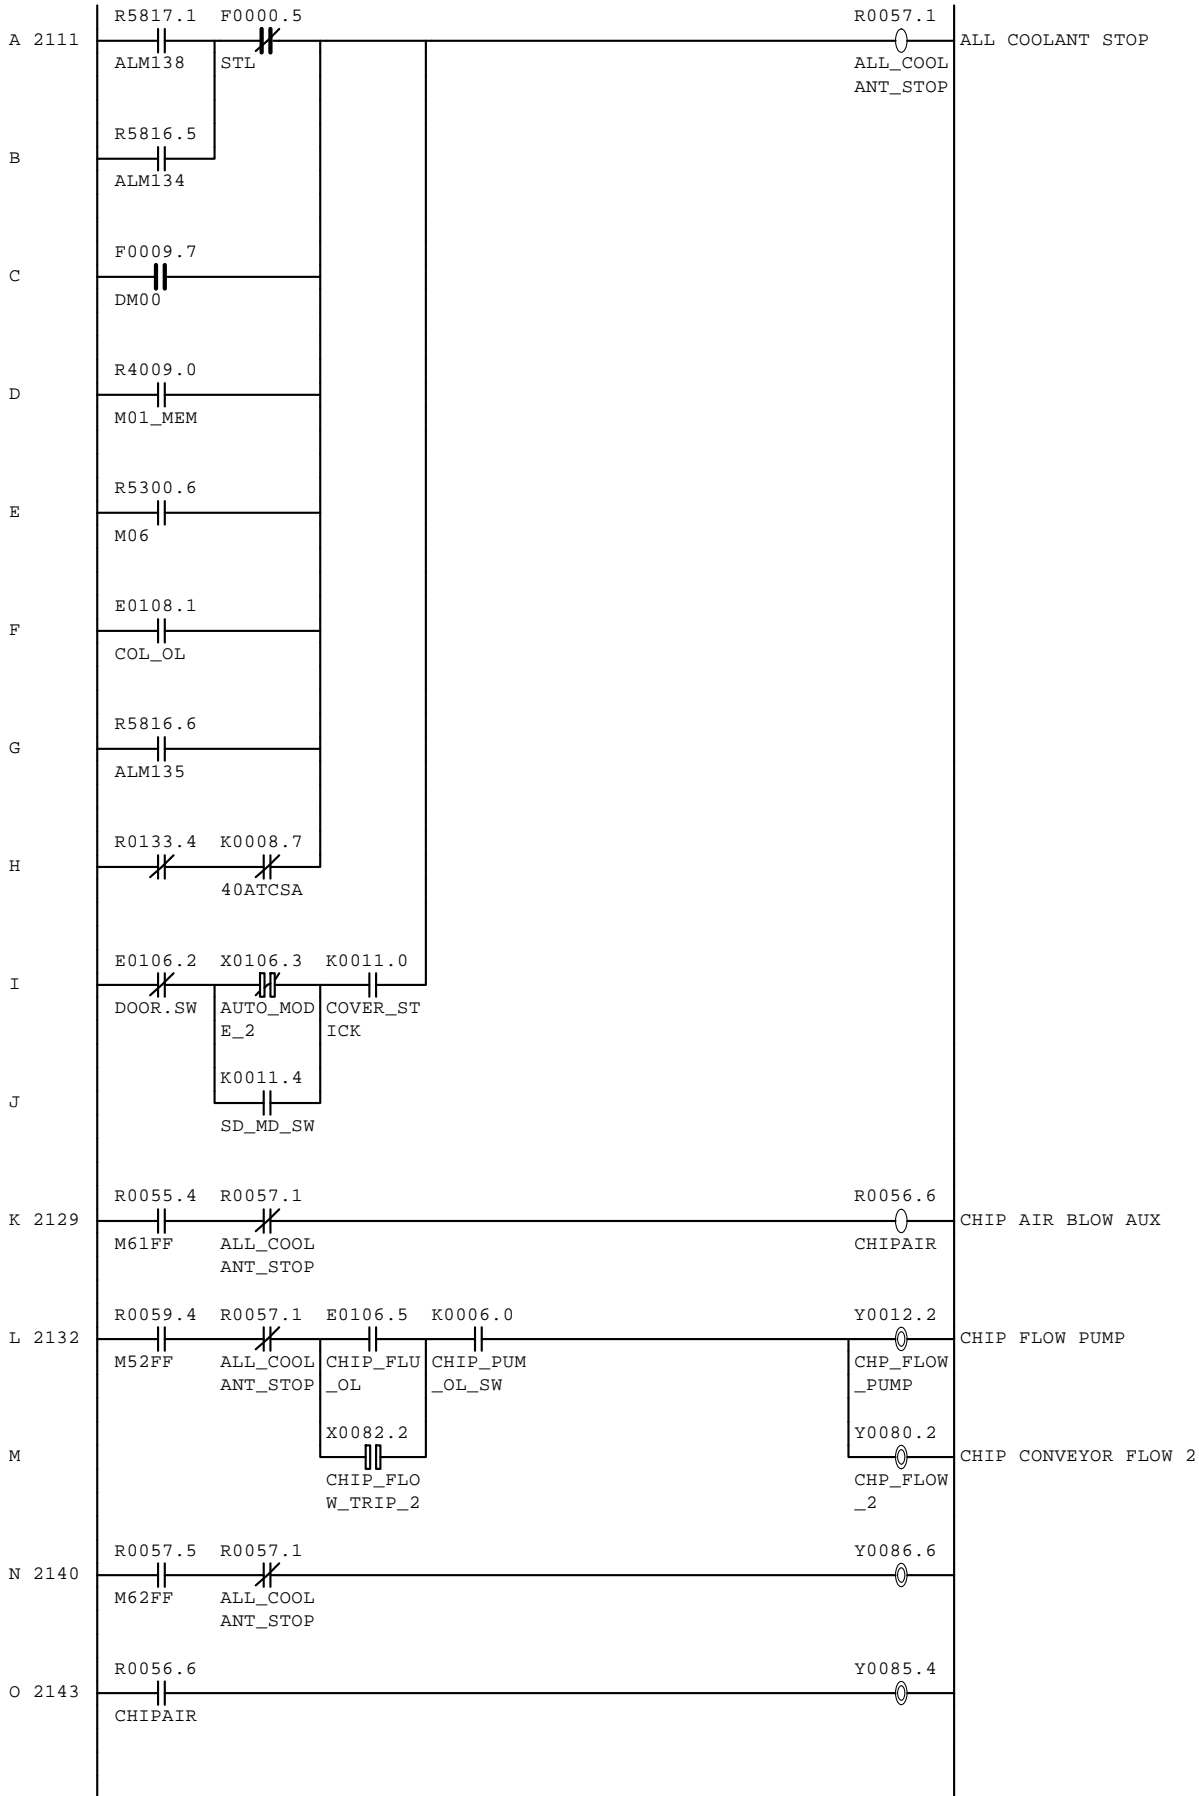 R5817.1 F0000.5 R0057.1
A 2111 ALL COOLANT STOP
ALM138 STL ALL_COOL
ANT_STOP
R5816.5
B
ALM134
F0009.7
C
DM00
R4009.0
D
M01_MEM
R5300.6
E
M06
E0108.1
F
COL_OL
R5816.6
G
ALM135
R0133.4 K0008.7
H
40ATCSA
E0106.2 X0106.3 K0011.0
I
DOOR.SW AUTO_MOD COVER_ST
E_2 ICK
K0011.4
J
SD_MD_SW
R0055.4 R0057.1 R0056.6
K 2129 CHIP AIR BLOW AUX
M61FF ALL_COOL CHIPAIR
ANT_STOP
R0059.4 R0057.1 E0106.5 K0006.0 Y0012.2
L 2132 CHIP FLOW PUMP
M52FF ALL_COOL CHIP_FLU CHIP_PUM CHP_FLOW
ANT_STOP _OL _OL_SW _PUMP
X0082.2 Y0080.2
M CHIP CONVEYOR FLOW 2
CHIP_FLO CHP_FLOW
W_TRIP_2 _2
R0057.5 R0057.1 Y0086.6
N 2140
M62FF ALL_COOL
ANT_STOP
R0056.6 Y0085.4
O 2143
CHIPAIR